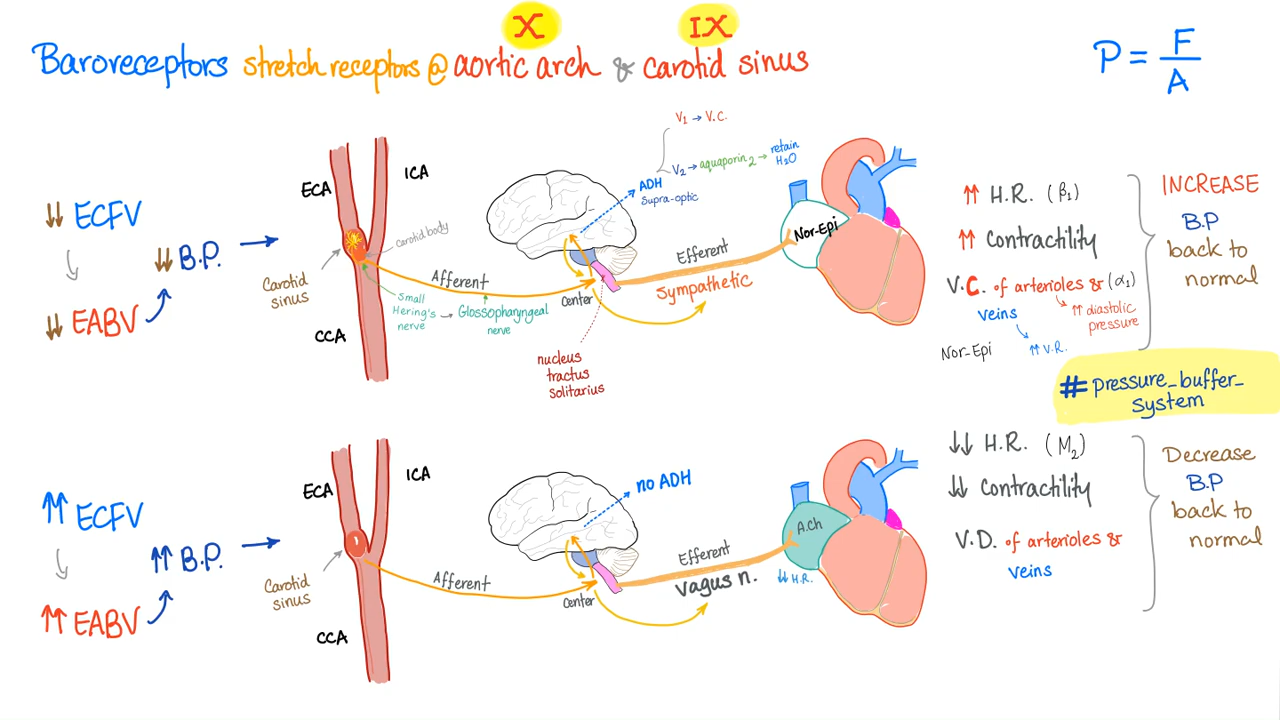 X
IX
Baroreceptors stretch receptors @ aortic arch & carotid sinus
P = F / A
↓↓ ECFV
↓↓ B.P.
↓↓ EABV
ECA
ICA
Carotid body
Carotid sinus
CCA
Afferent
Small Hering's nerve → Glossopharyngeal nerve
V1 → V.C.
V2 → aquaporin 2 → retain H2O
ADH
Supra-optic
Center
nucleus
tractus
solitarius
Efferent
Sympathetic
Nor-Epi
↑↑ H.R. (β1)
↑↑ Contractility
V.C. of arterioles & (α1)
veins
↑↑ diastolic pressure
Nor-Epi
↑↑ V.R.
INCREASE
B.P
back to
normal
# pressure_buffer_
system
↑↑ ECFV
↑↑ B.P.
↑↑ EABV
ECA
ICA
Carotid sinus
CCA
Afferent
no ADH
Center
Efferent
vagus n.
A.ch
↓↓ H.R.
↓↓ H.R. (M2)
↓↓ Contractility
V.D. of arterioles &
veins
Decrease
B.P
back to
normal